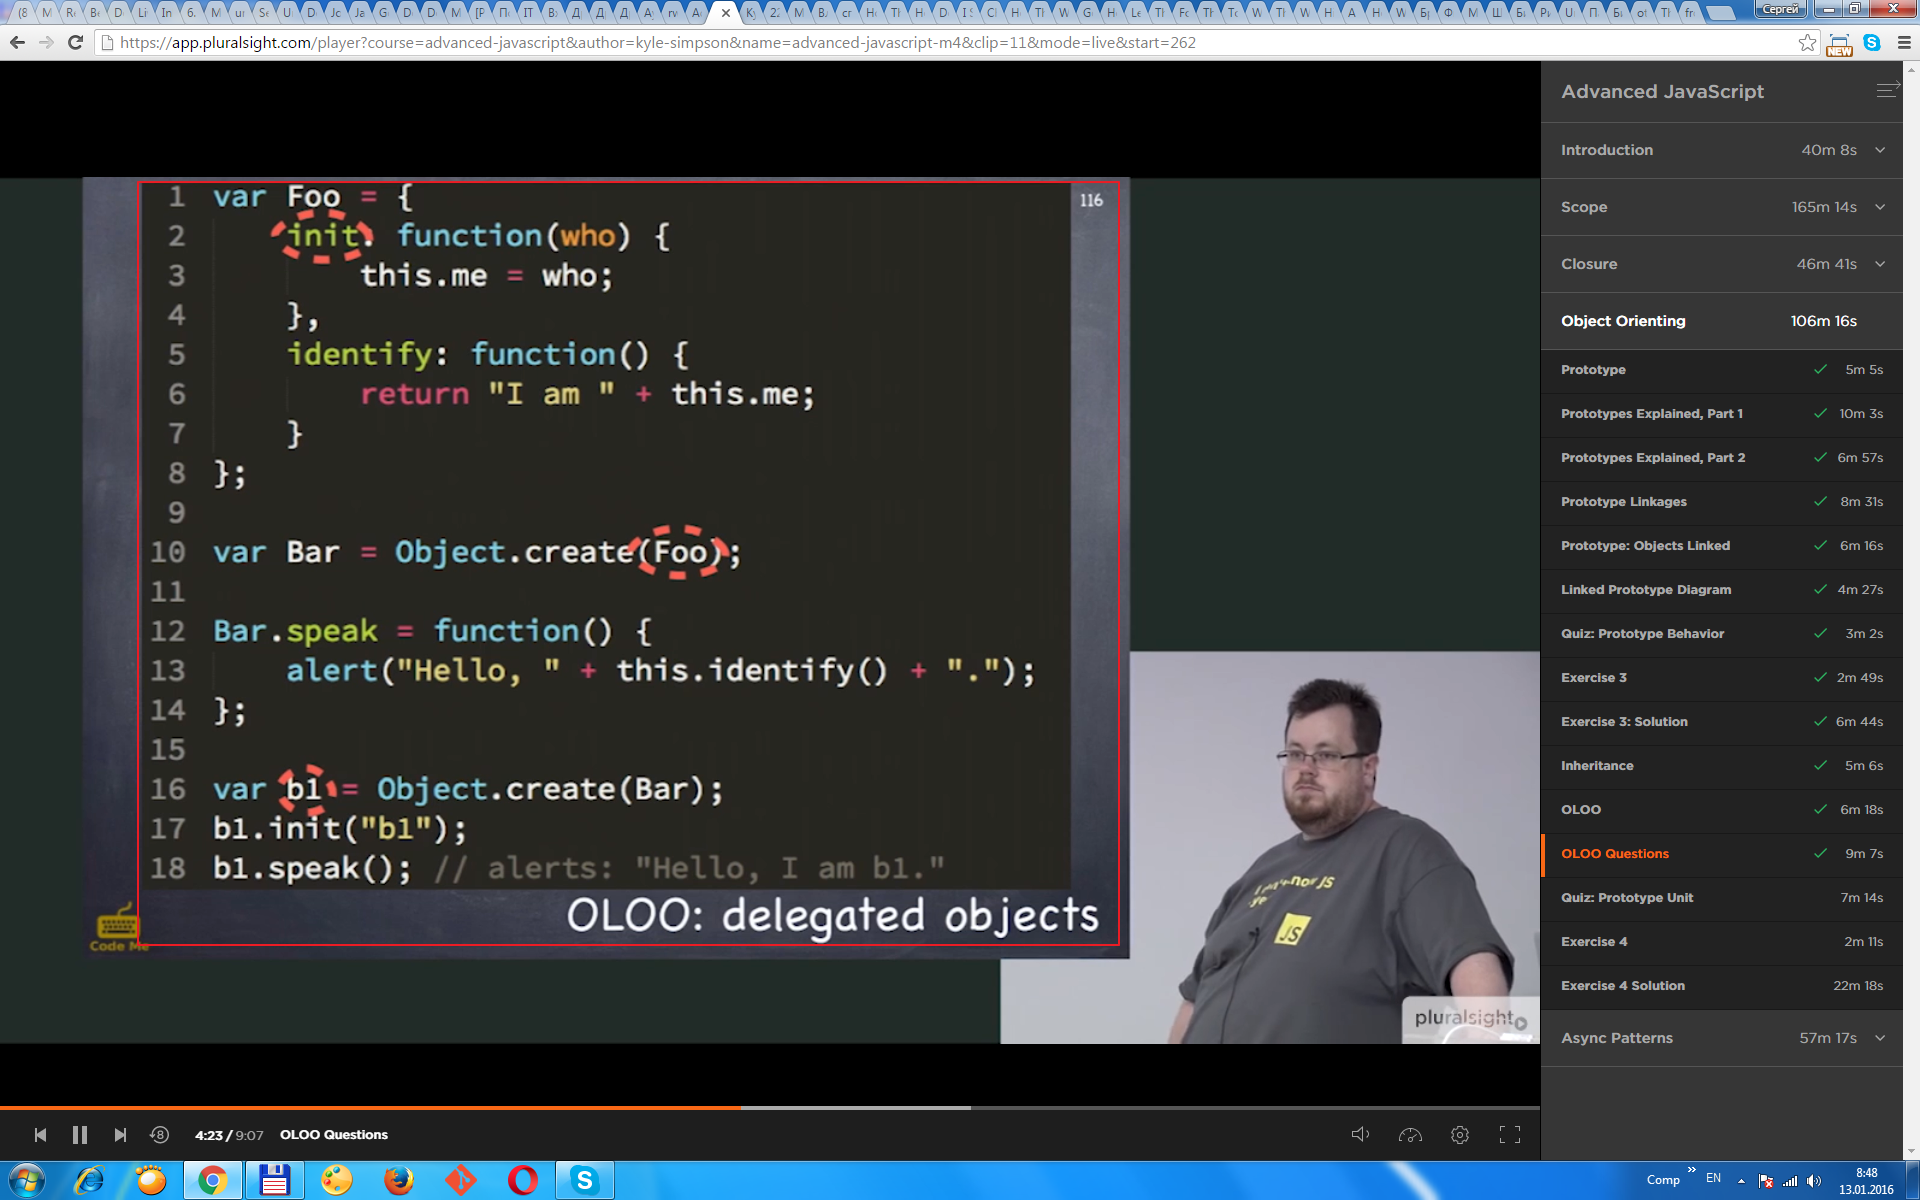 Сергей
https://app.pluralsight.com/player?course=advanced-javascript&author=kyle-simpson&name=advanced-javascript-m4&clip=11&mode=live&start=262
NEW
1 var Foo = {
2 init: function(who) {
3 this.me = who;
4 },
5 identify: function() {
6 return "I am " + this.me;
7 }
8 };
9
10 var Bar = Object.create(Foo);
11
12 Bar.speak = function() {
13 alert("Hello, " + this.identify() + ".");
14 };
15
16 var b1 = Object.create(Bar);
17 b1.init("b1");
18 b1.speak(); // alerts: "Hello, I am b1."
116
OLOO: delegated objects
Code Me
JS
JS
pluralsight
Advanced JavaScript
Introduction 40m 8s
Scope 165m 14s
Closure 46m 41s
Object Orienting 106m 16s
Prototype 5m 5s
Prototypes Explained, Part 1 10m 3s
Prototypes Explained, Part 2 6m 57s
Prototype Linkages 8m 31s
Prototype: Objects Linked 6m 16s
Linked Prototype Diagram 4m 27s
Quiz: Prototype Behavior 3m 2s
Exercise 3 2m 49s
Exercise 3: Solution 6m 44s
Inheritance 5m 6s
OLOO 6m 18s
OLOO Questions 9m 7s
Quiz: Prototype Unit 7m 14s
Exercise 4 2m 11s
Exercise 4 Solution 22m 18s
Async Patterns 57m 17s
8 4:23 / 9:07 OLOO Questions
Comp » EN 8:48
13.01.2016